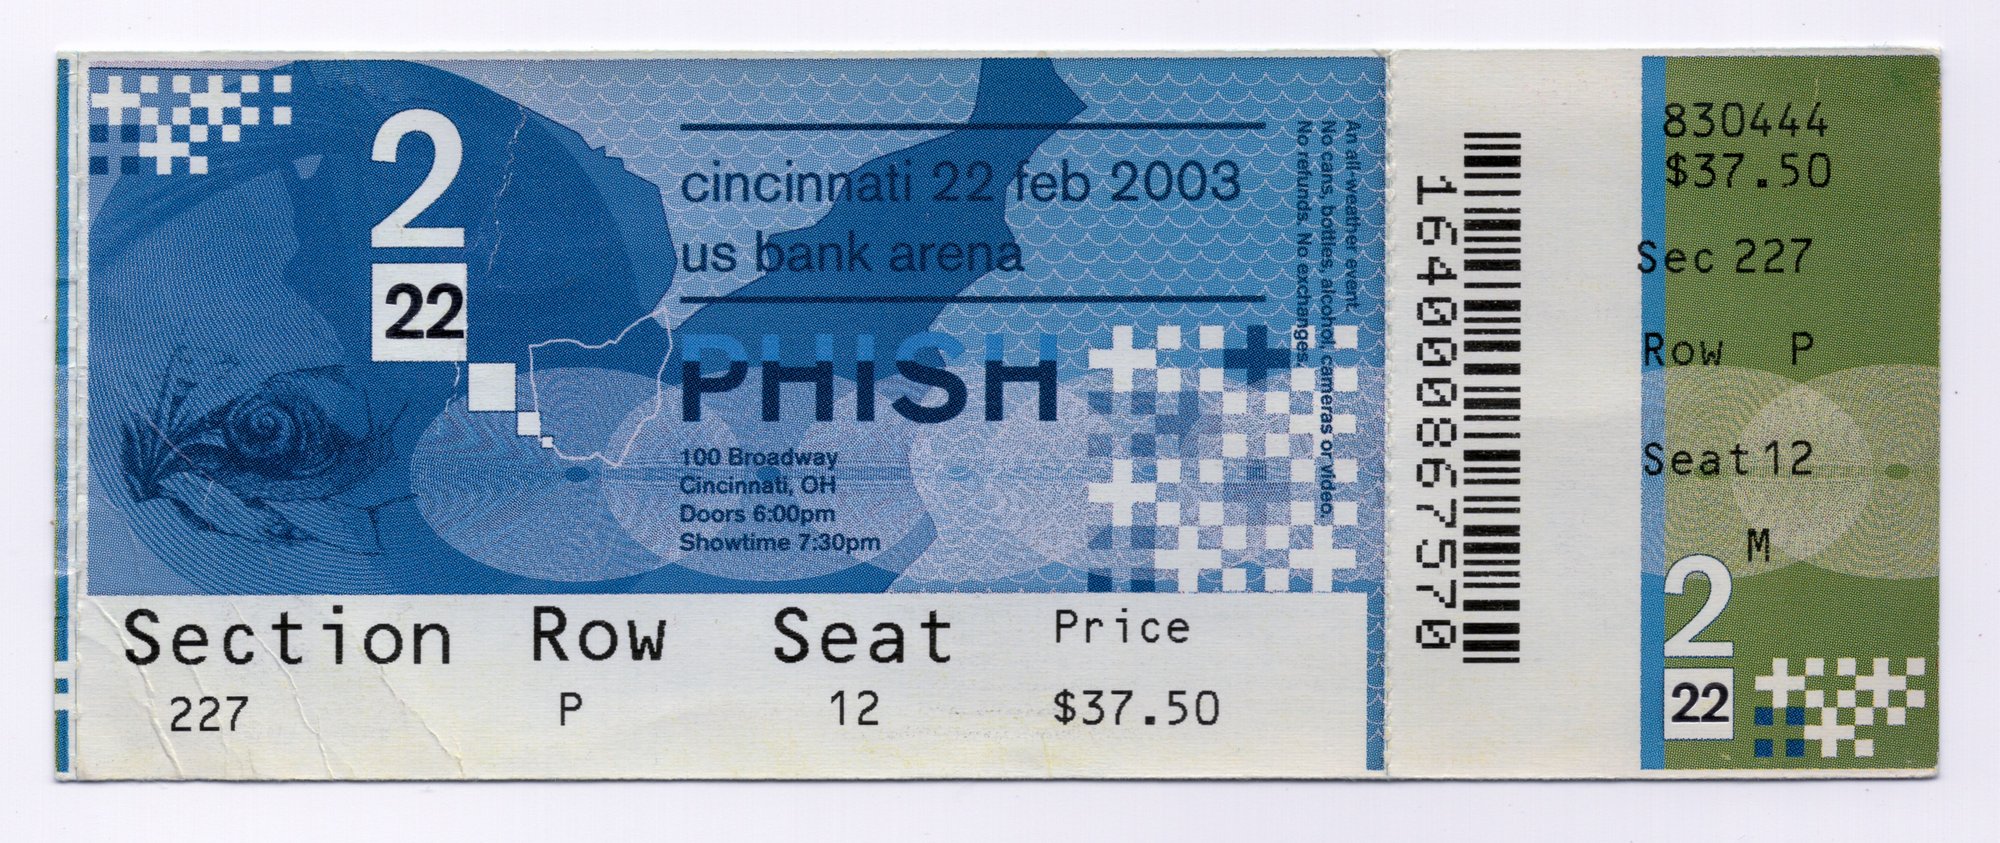 2
22
cincinnati 22 feb 2003
us bank arena
PHISH
100 Broadway
Cincinnati, OH
Doors 6:00pm
Showtime 7:30pm
An all-weather event.
No cans, bottles, alcohol, cameras or video.
No refunds. No exchanges.
Section Row Seat Price
227 P 12 $37.50
164000867570
830444
$37.50
Sec 227
Row P
Seat 12
M
2
22